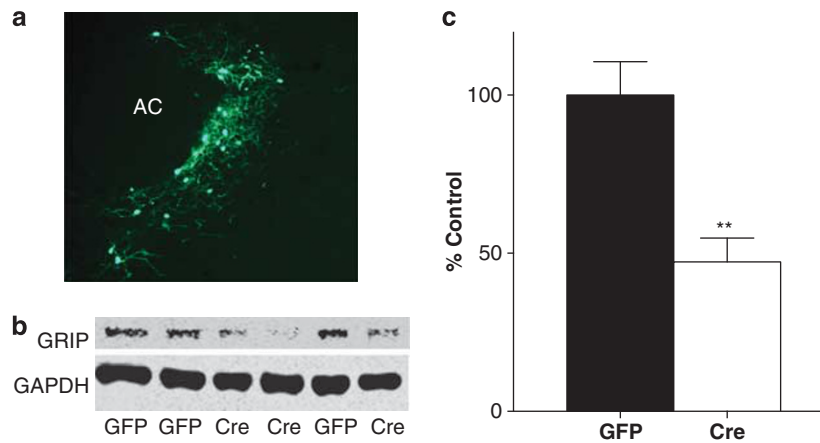 a
AC
b
GRIP
GAPDH
GFP GFP Cre Cre GFP Cre
c
% Control
100
50
0
**
GFP Cre